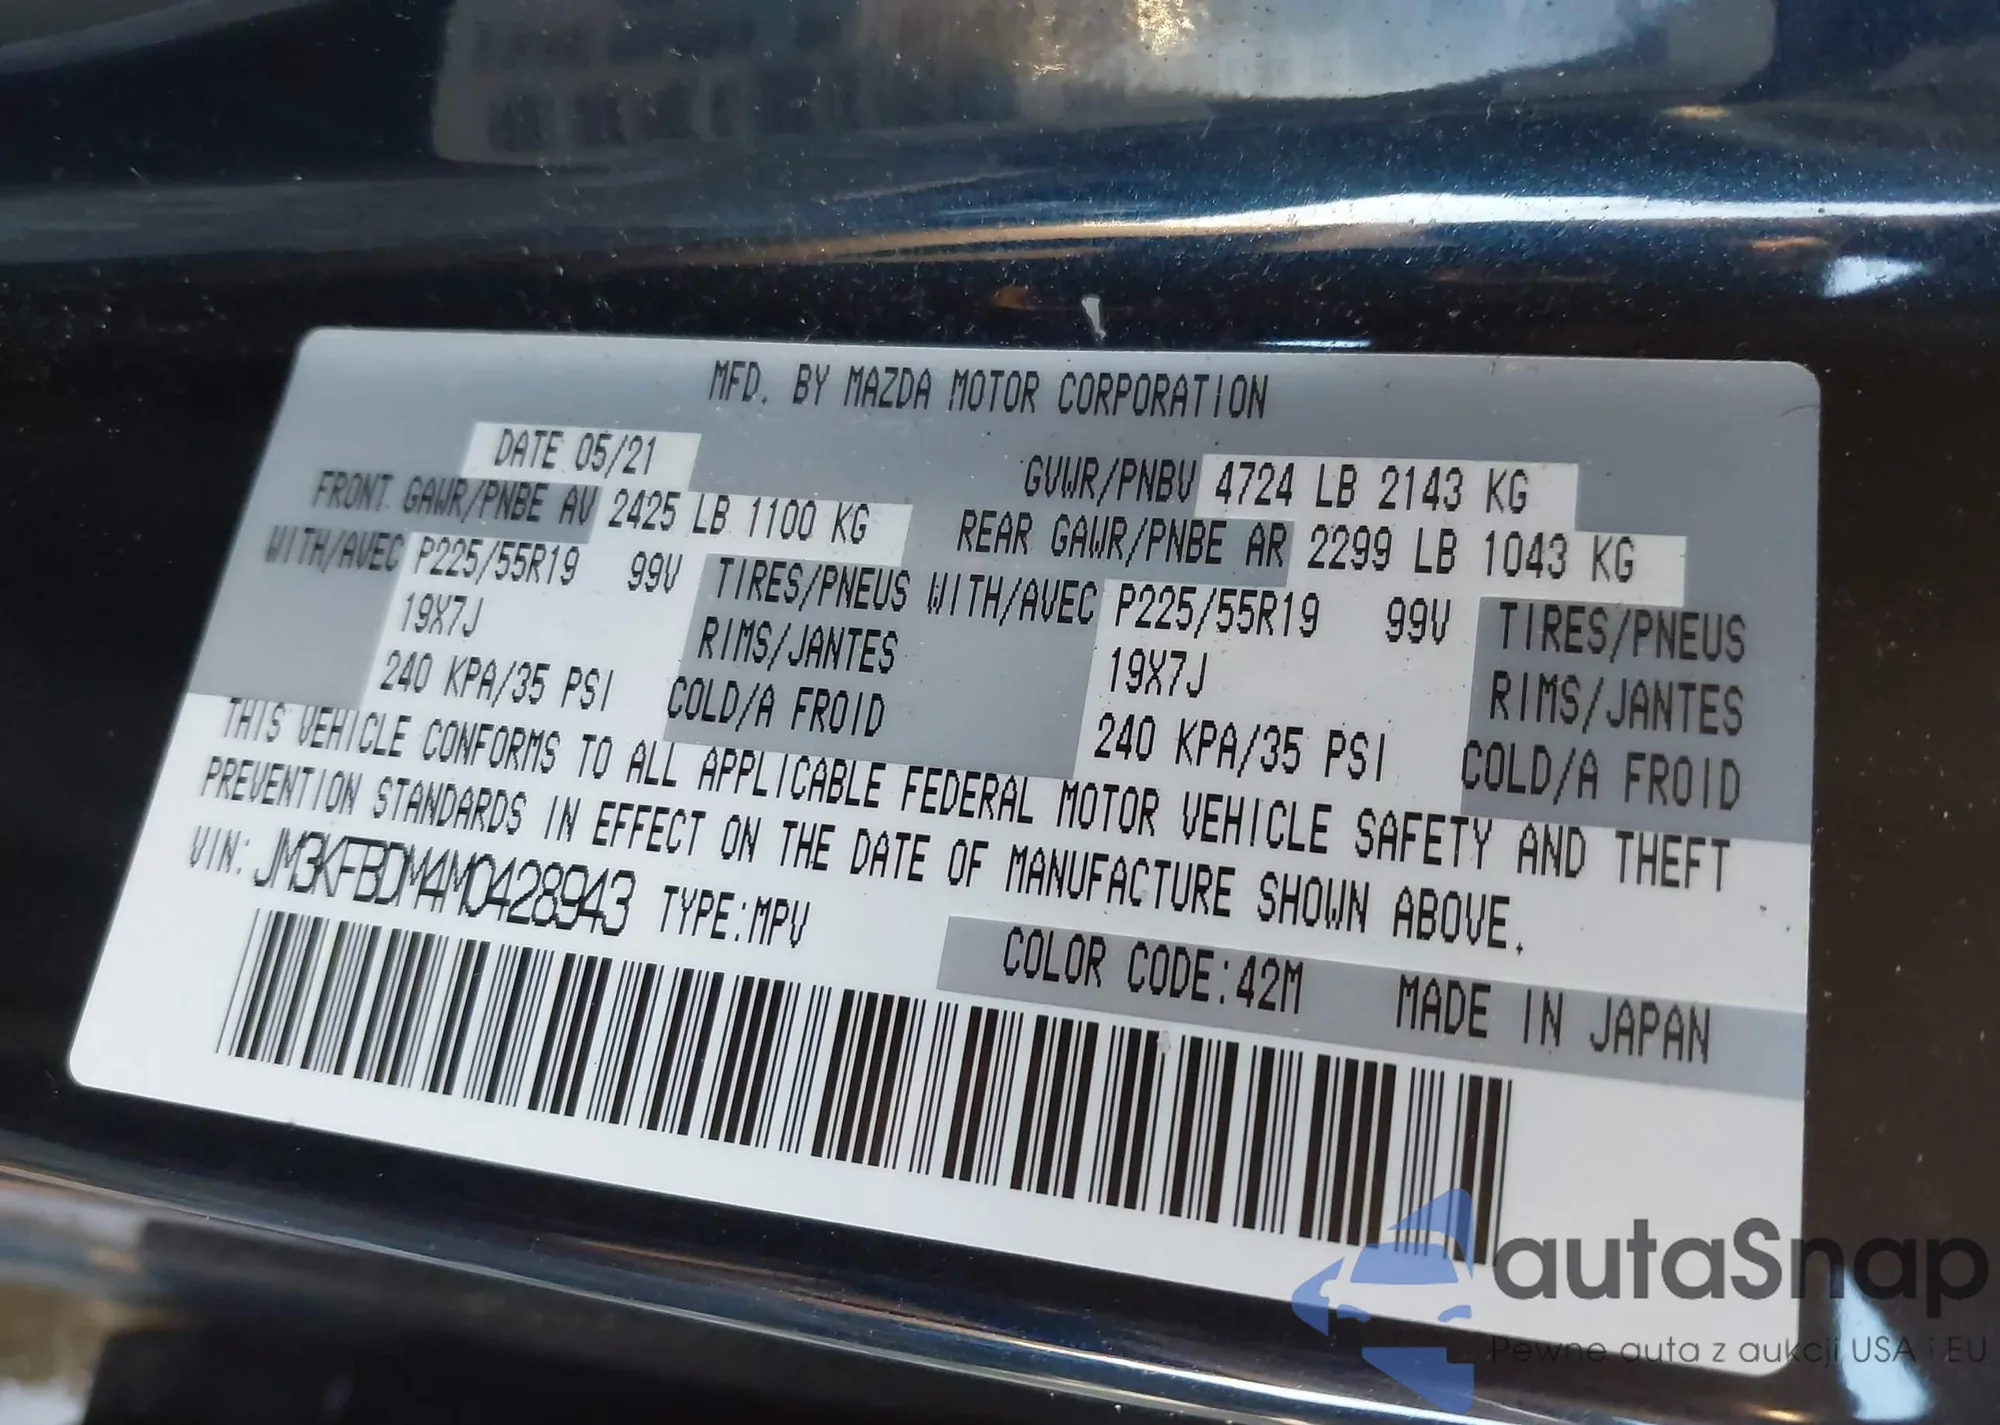 MFD. BY MAZDA MOTOR CORPORATION
DATE 05/21 GVWR/PNBV 4724 LB 2143 KG
FRONT GAWR/PNBE AV 2425 LB 1100 KG REAR GAWR/PNBE AR 2299 LB 1043 KG
WITH/AVEC P225/55R19 99V TIRES/PNEUS WITH/AVEC P225/55R19 99V TIRES/PNEUS
19X7J RIMS/JANTES 19X7J RIMS/JANTES
240 KPA/35 PSI COLD/A FROID 240 KPA/35 PSI COLD/A FROID
THIS VEHICLE CONFORMS TO ALL APPLICABLE FEDERAL MOTOR VEHICLE SAFETY AND THEFT
PREVENTION STANDARDS IN EFFECT ON THE DATE OF MANUFACTURE SHOWN ABOVE.
VIN: JM3KFBDM4M0428943 TYPE:MPV
COLOR CODE:42M MADE IN JAPAN
autaSnap
Pewne auta z aukcji USA i EU